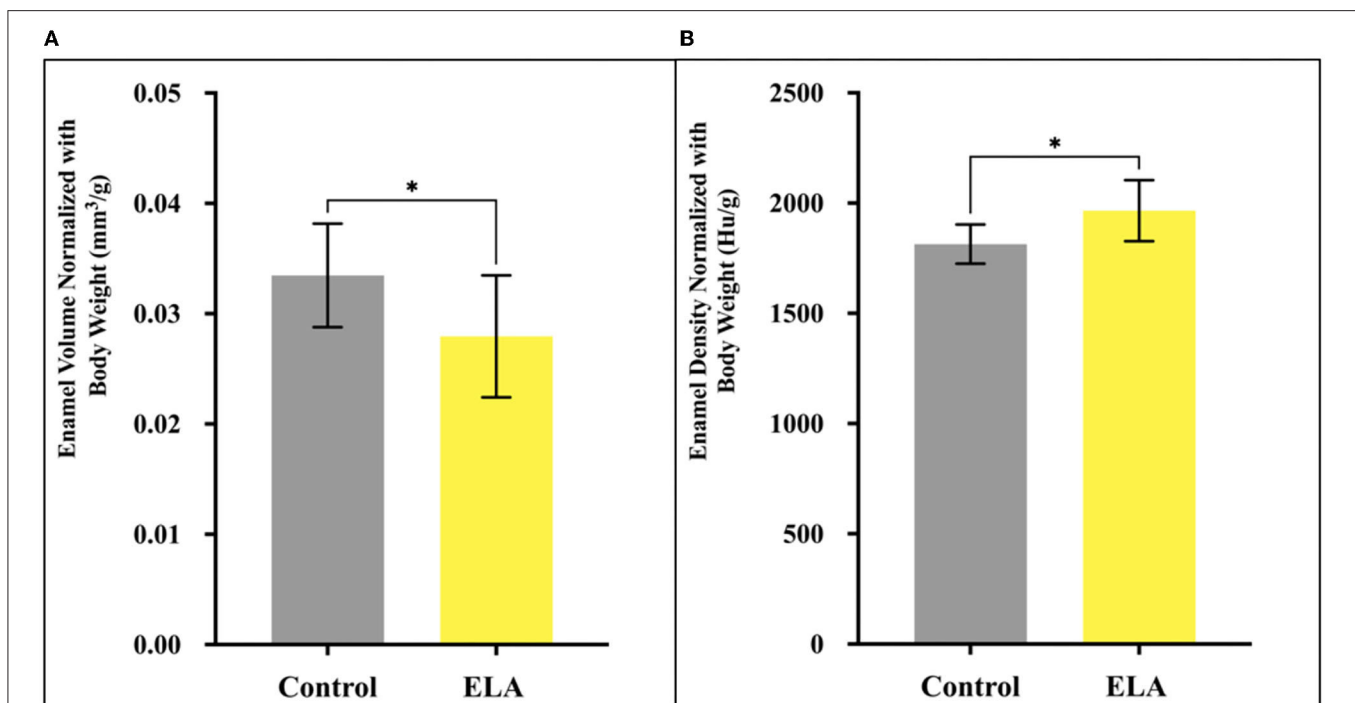 A
Enamel Volume Normalized with
Body Weight (mm³/g)
0.05
0.04
0.03
0.02
0.01
0.00
*
Control ELA
B
Enamel Density Normalized with
Body Weight (Hu/g)
2500
2000
1500
1000
500
0
*
Control ELA